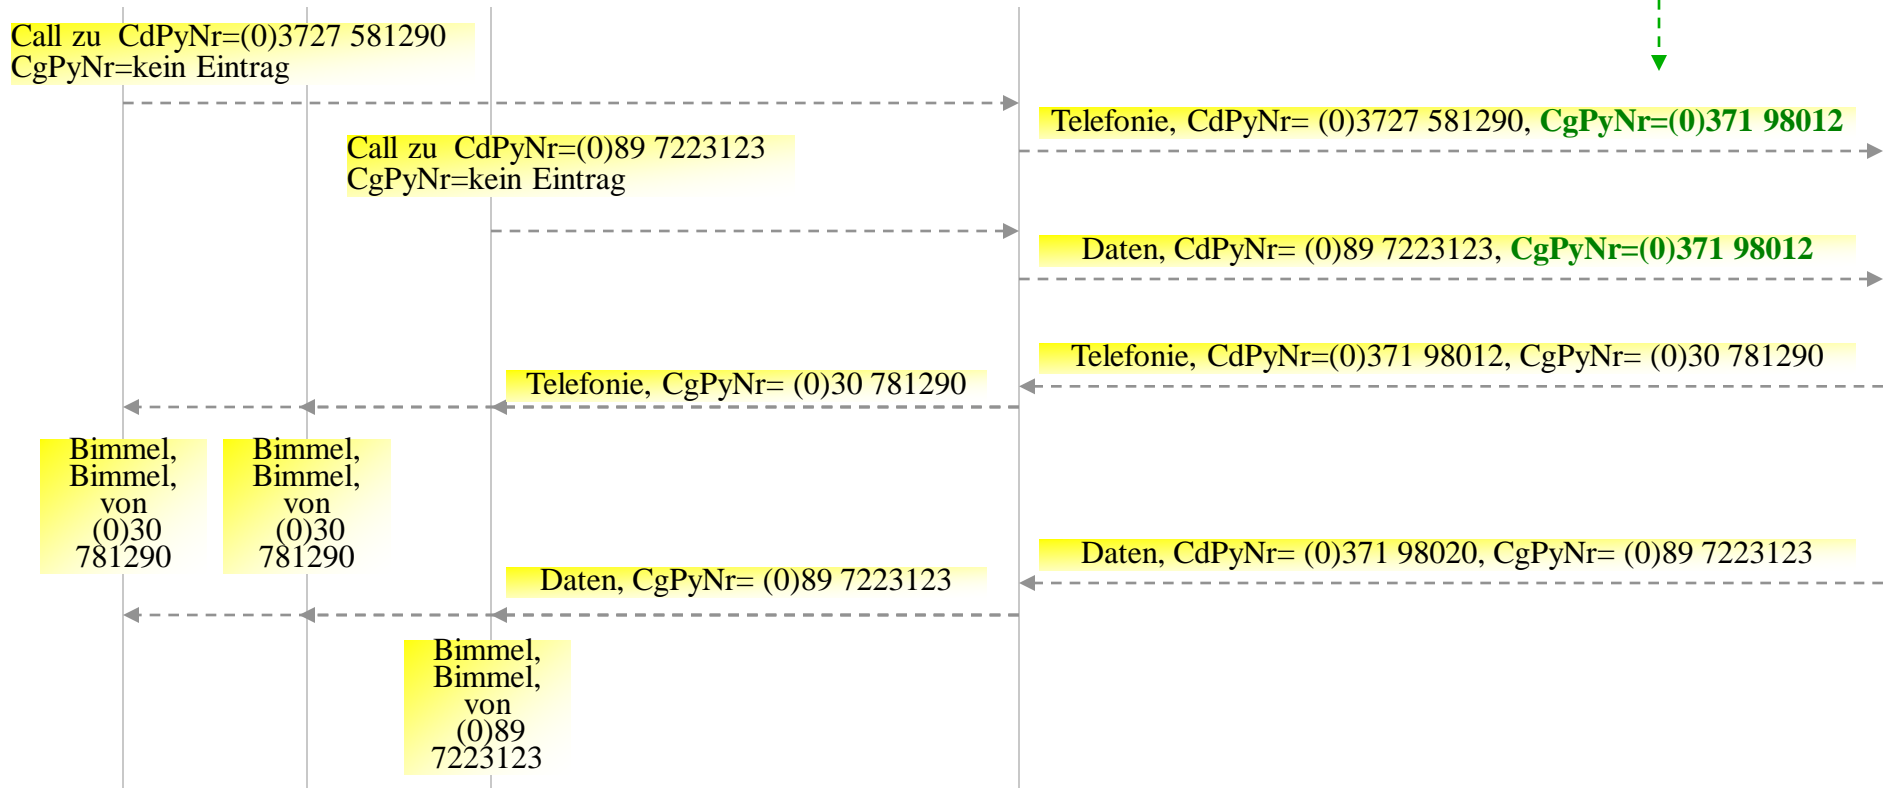 Call zu CdPyNr=(0)3727 581290
CgPyNr=kein Eintrag
Telefonie, CdPyNr= (0)3727 581290, CgPyNr=(0)371 98012
Call zu CdPyNr=(0)89 7223123
CgPyNr=kein Eintrag
Daten, CdPyNr= (0)89 7223123, CgPyNr=(0)371 98012
Telefonie, CdPyNr=(0)371 98012, CgPyNr= (0)30 781290
Telefonie, CgPyNr= (0)30 781290
Bimmel,
Bimmel,
von
(0)30
781290
Bimmel,
Bimmel,
von
(0)30
781290
Daten, CdPyNr= (0)371 98020, CgPyNr= (0)89 7223123
Daten, CgPyNr= (0)89 7223123
Bimmel,
Bimmel,
von
(0)89
7223123